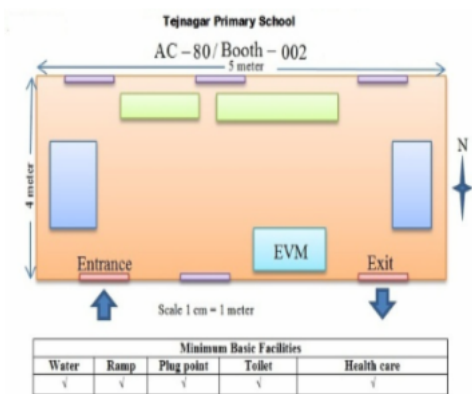 Tejnagar Primary School
AC-80/Booth-002
5 meter
4 meter
N
EVM
Entrance
Exit
Scale 1 cm = 1 meter
Minimum Basic Facilities
Water Ramp Plug point Toilet Health care
√ √ √ √ √